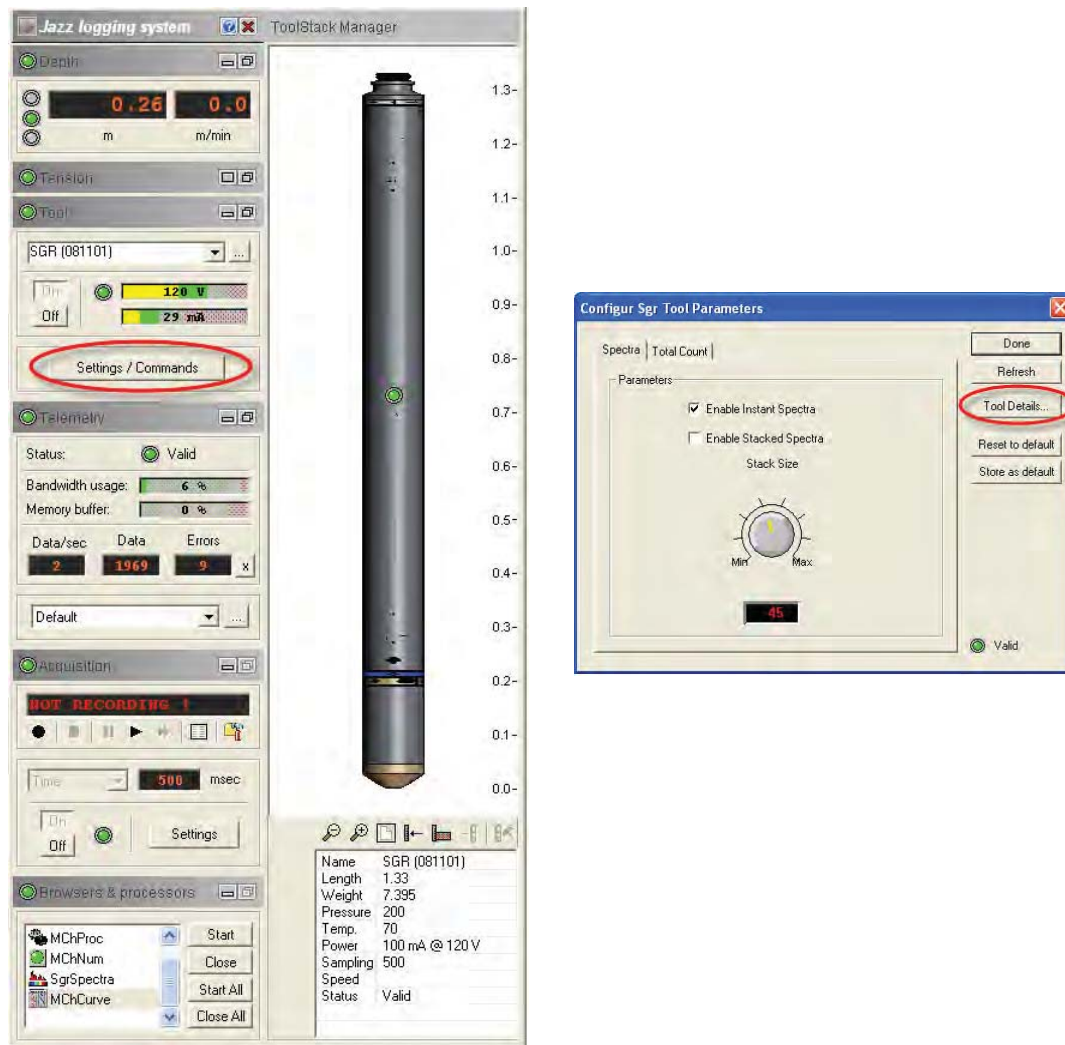 Jazz logging system
ToolStack Manager
Depth
0.26 0.0
m m/min
Tension
Tool
SGR (081101) ...
On
Off
120 V
29 mA
Settings / Commands
Telemetry
Status: Valid
Bandwidth usage: 6 %
Memory buffer: 0 %
Data/sec Data Errors
2 1969 9 x
Default ...
Acquisition
NOT RECORDING !
Time 500 msec
On
Off
Settings
Browsers & processors
MChProc
MChNum
SgrSpectra
MChCurve
Start
Close
Start All
Close All
1.3-
1.2-
1.1-
1.0-
0.9-
0.8-
0.7-
0.6-
0.5-
0.4-
0.3-
0.2-
0.1-
0.0-
Name SGR (081101)
Length 1.33
Weight 7.395
Pressure 200
Temp. 70
Power 100 mA @ 120 V
Sampling 500
Speed
Status Valid
Configur Sgr Tool Parameters
Spectra Total Count
Parameters
Enable Instant Spectra
Enable Stacked Spectra
Stack Size
Min Max
45
Done
Refresh
Tool Details...
Reset to default
Store as default
Valid